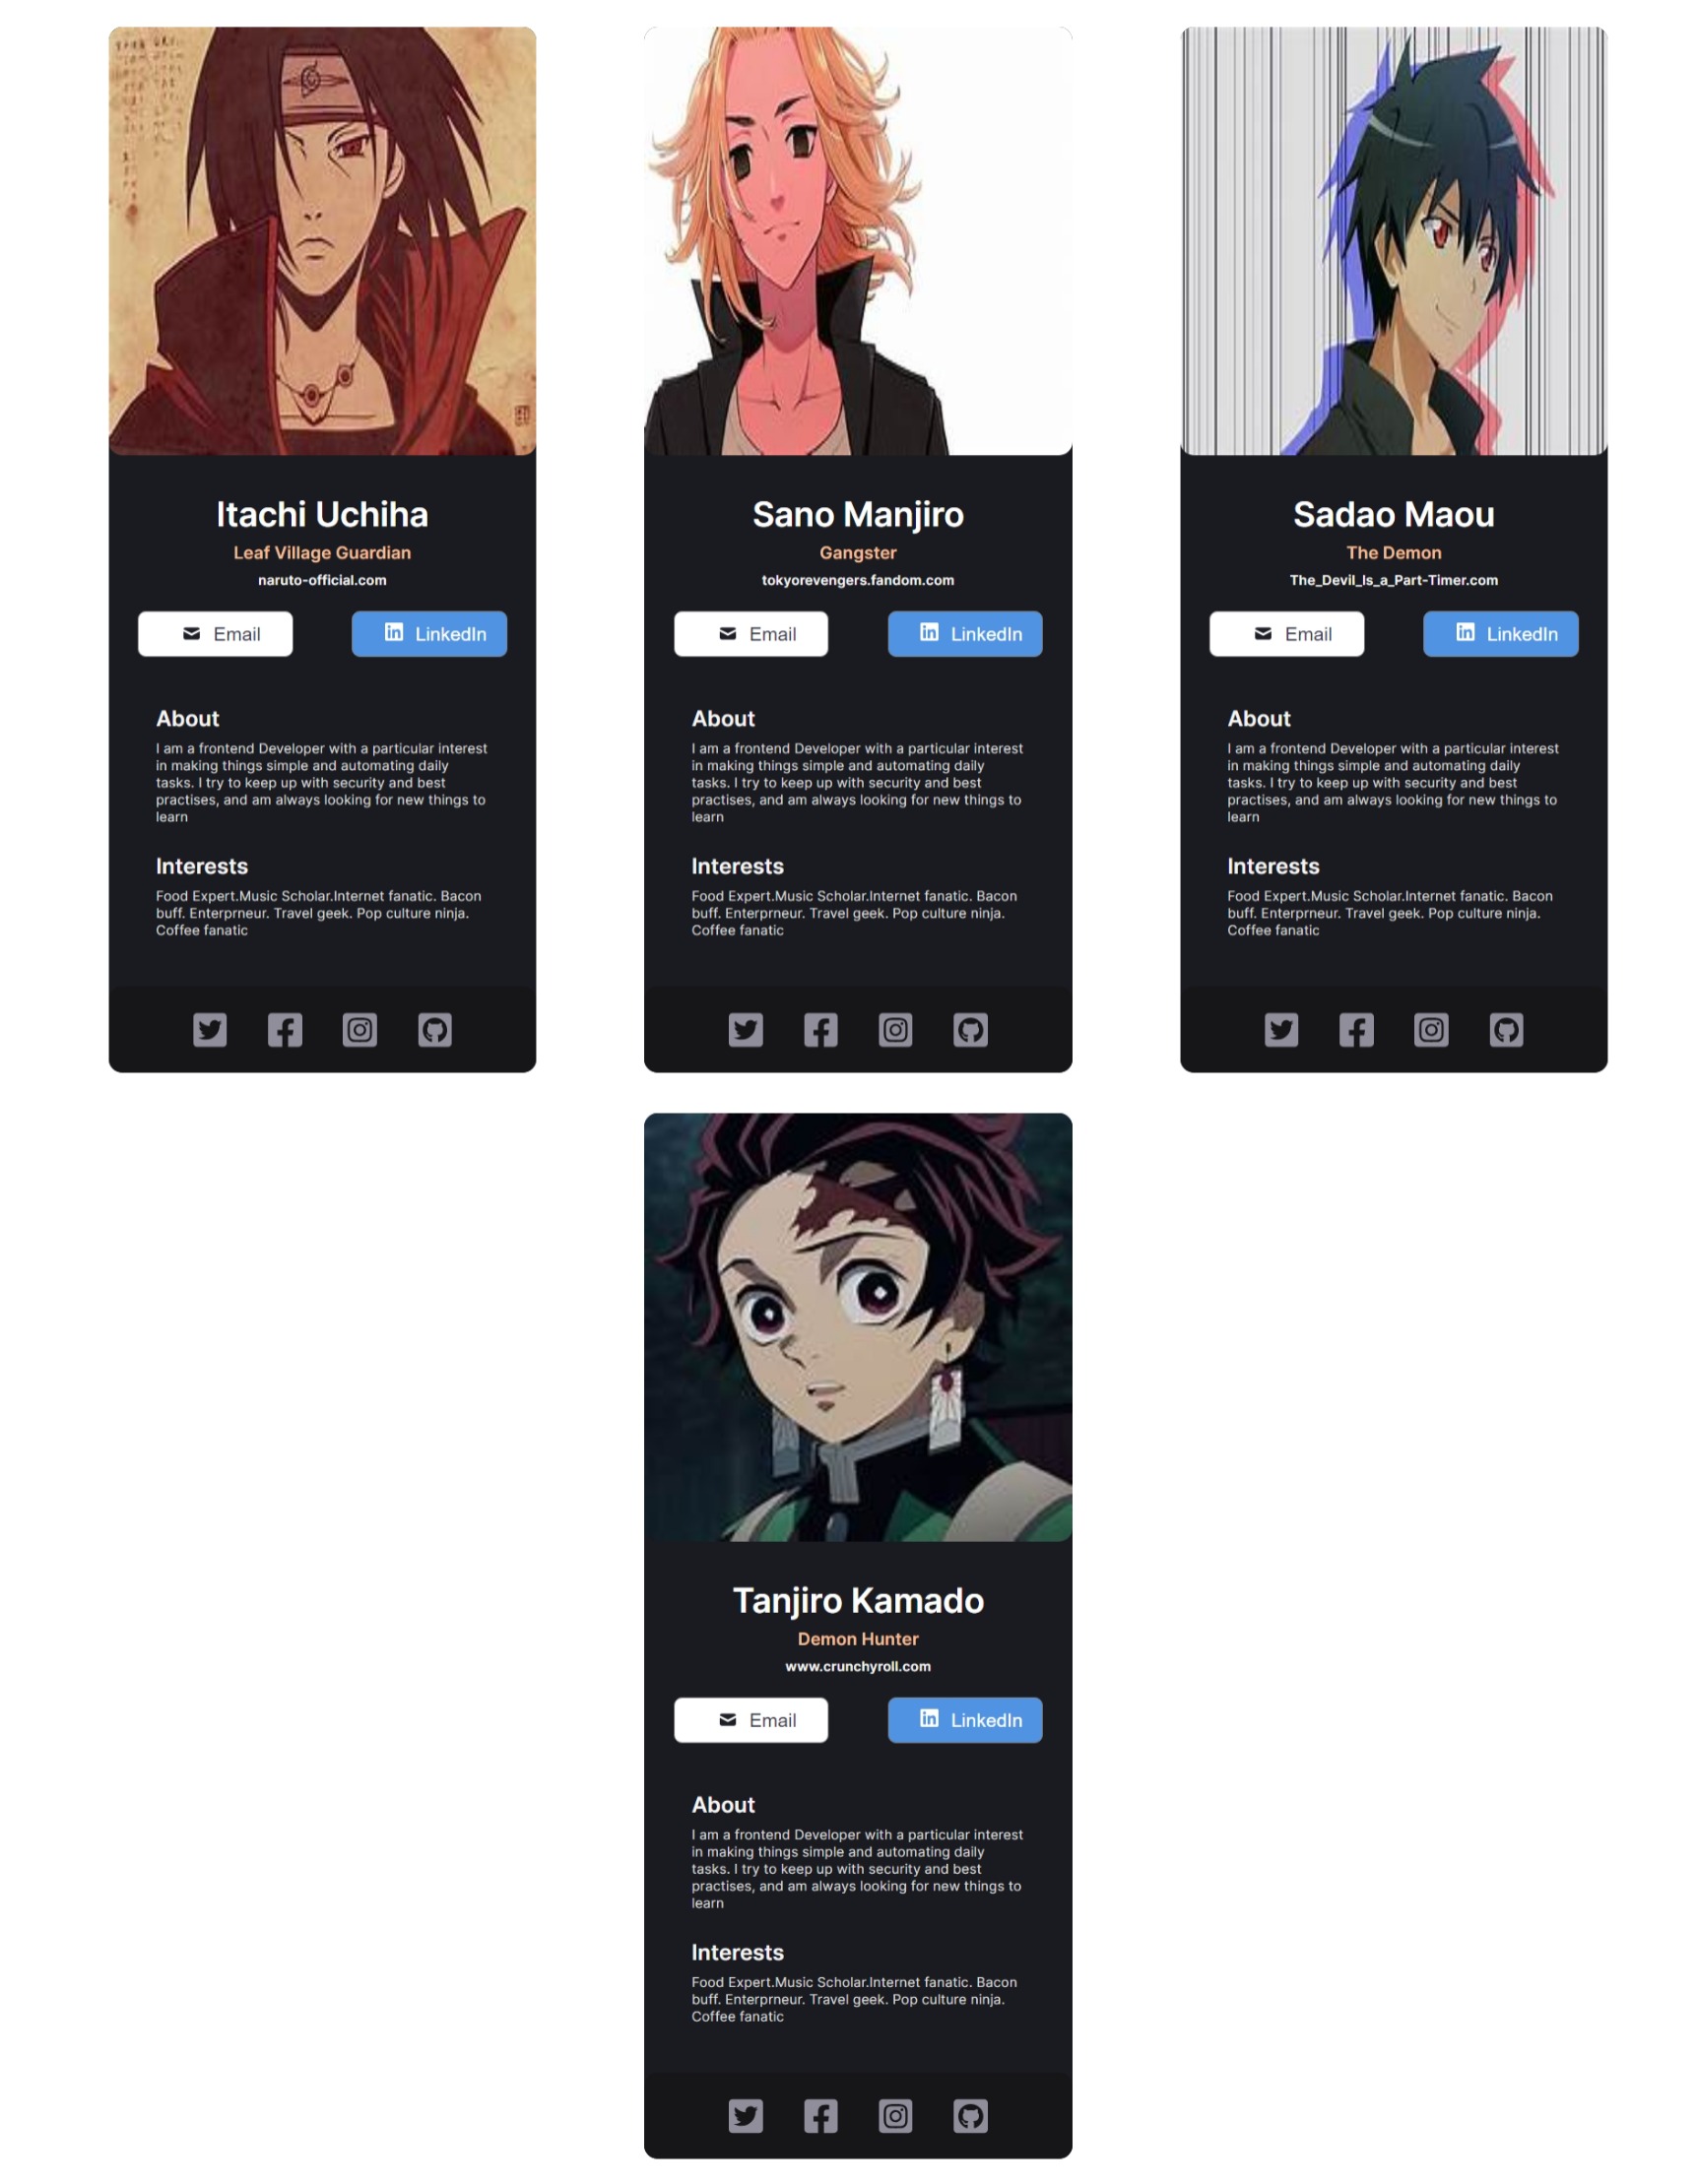 Itachi Uchiha
Leaf Village Guardian
naruto-official.com
Email
LinkedIn
About
I am a frontend Developer with a particular interest
in making things simple and automating daily
tasks. I try to keep up with security and best
practises, and am always looking for new things to
learn
Interests
Food Expert.Music Scholar.Internet fanatic. Bacon
buff. Enterprneur. Travel geek. Pop culture ninja.
Coffee fanatic
Sano Manjiro
Gangster
tokyorevengers.fandom.com
Email
LinkedIn
About
I am a frontend Developer with a particular interest
in making things simple and automating daily
tasks. I try to keep up with security and best
practises, and am always looking for new things to
learn
Interests
Food Expert.Music Scholar.Internet fanatic. Bacon
buff. Enterprneur. Travel geek. Pop culture ninja.
Coffee fanatic
Sadao Maou
The Demon
The_Devil_Is_a_Part-Timer.com
Email
LinkedIn
About
I am a frontend Developer with a particular interest
in making things simple and automating daily
tasks. I try to keep up with security and best
practises, and am always looking for new things to
learn
Interests
Food Expert.Music Scholar.Internet fanatic. Bacon
buff. Enterprneur. Travel geek. Pop culture ninja.
Coffee fanatic
Tanjiro Kamado
Demon Hunter
www.crunchyroll.com
Email
LinkedIn
About
I am a frontend Developer with a particular interest
in making things simple and automating daily
tasks. I try to keep up with security and best
practises, and am always looking for new things to
learn
Interests
Food Expert.Music Scholar.Internet fanatic. Bacon
buff. Enterprneur. Travel geek. Pop culture ninja.
Coffee fanatic